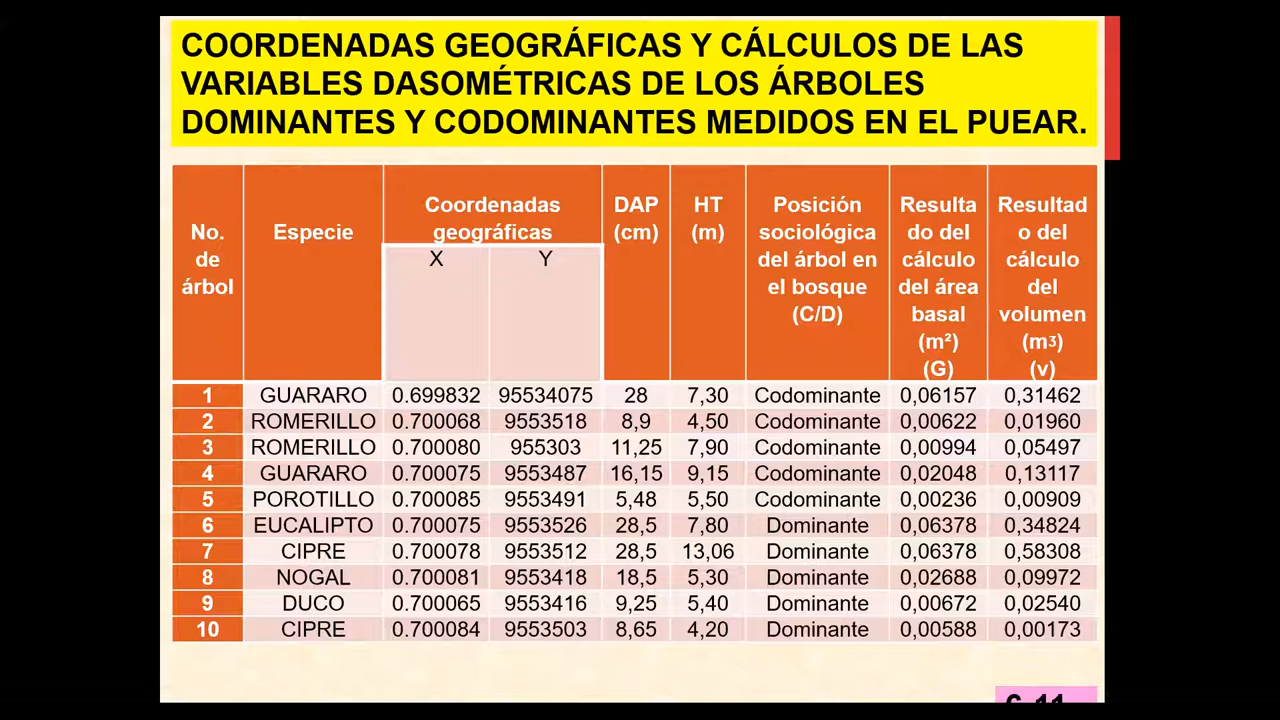 COORDENADAS GEOGRÁFICAS Y CÁLCULOS DE LAS
VARIABLES DASOMÉTRICAS DE LOS ÁRBOLES
DOMINANTES Y CODOMINANTES MEDIDOS EN EL PUEAR.
No. de árbol Especie Coordenadas geográficas X Y DAP (cm) HT (m) Posición sociológica del árbol en el bosque (C/D) Resulta do del cálculo del área basal (m²) (G) Resultad o del cálculo del volumen (m3) (v)
1 GUARARO 0.699832 95534075 28 7,30 Codominante 0,06157 0,31462
2 ROMERILLO 0.700068 9553518 8,9 4,50 Codominante 0,00622 0,01960
3 ROMERILLO 0.700080 955303 11,25 7,90 Codominante 0,00994 0,05497
4 GUARARO 0.700075 9553487 16,15 9,15 Codominante 0,02048 0,13117
5 POROTILLO 0.700085 9553491 5,48 5,50 Codominante 0,00236 0,00909
6 EUCALIPTO 0.700075 9553526 28,5 7,80 Dominante 0,06378 0,34824
7 CIPRE 0.700078 9553512 28,5 13,06 Dominante 0,06378 0,58308
8 NOGAL 0.700081 9553418 18,5 5,30 Dominante 0,02688 0,09972
9 DUCO 0.700065 9553416 9,25 5,40 Dominante 0,00672 0,02540
10 CIPRE 0.700084 9553503 8,65 4,20 Dominante 0,00588 0,00173